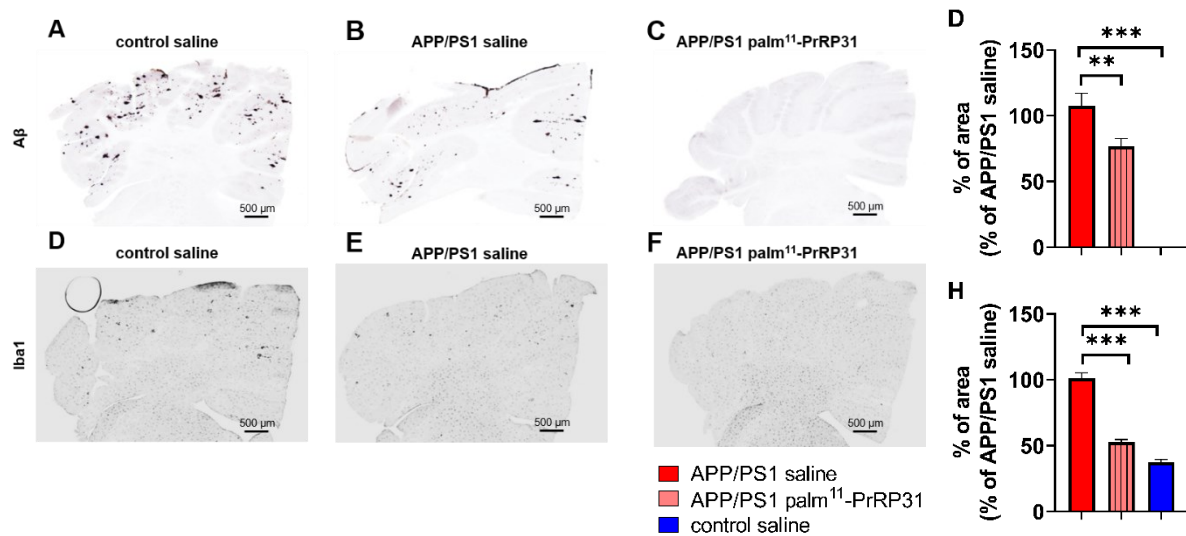 A
control saline
B
APP/PS1 saline
C
APP/PS1 palm¹¹-PrRP31
Aβ
500 µm
500 µm
500 µm
D
control saline
E
APP/PS1 saline
F
APP/PS1 palm¹¹-PrRP31
Iba1
500 µm
500 µm
500 µm
APP/PS1 saline
APP/PS1 palm¹¹-PrRP31
control saline
D
% of area
(% of APP/PS1 saline)
150
100
50
0
***
**
H
% of area
(% of APP/PS1 saline)
150
100
50
0
***
***